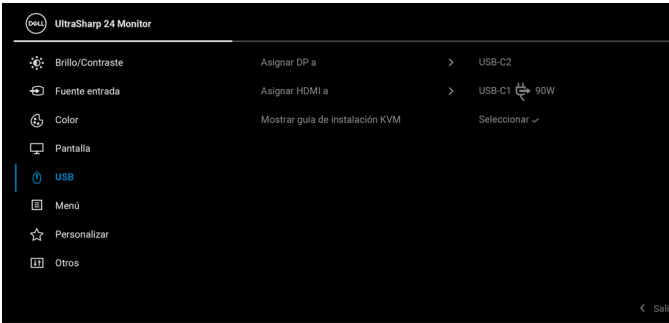 DELL UltraSharp 24 Monitor
Brillo/Contraste Asignar DP a > USB-C2
Fuente entrada Asignar HDMI a > USB-C1 90W
Color Mostrar guía de instalación KVM Seleccionar ✓
Pantalla
USB
Menú
Personalizar
Otros
< Sali